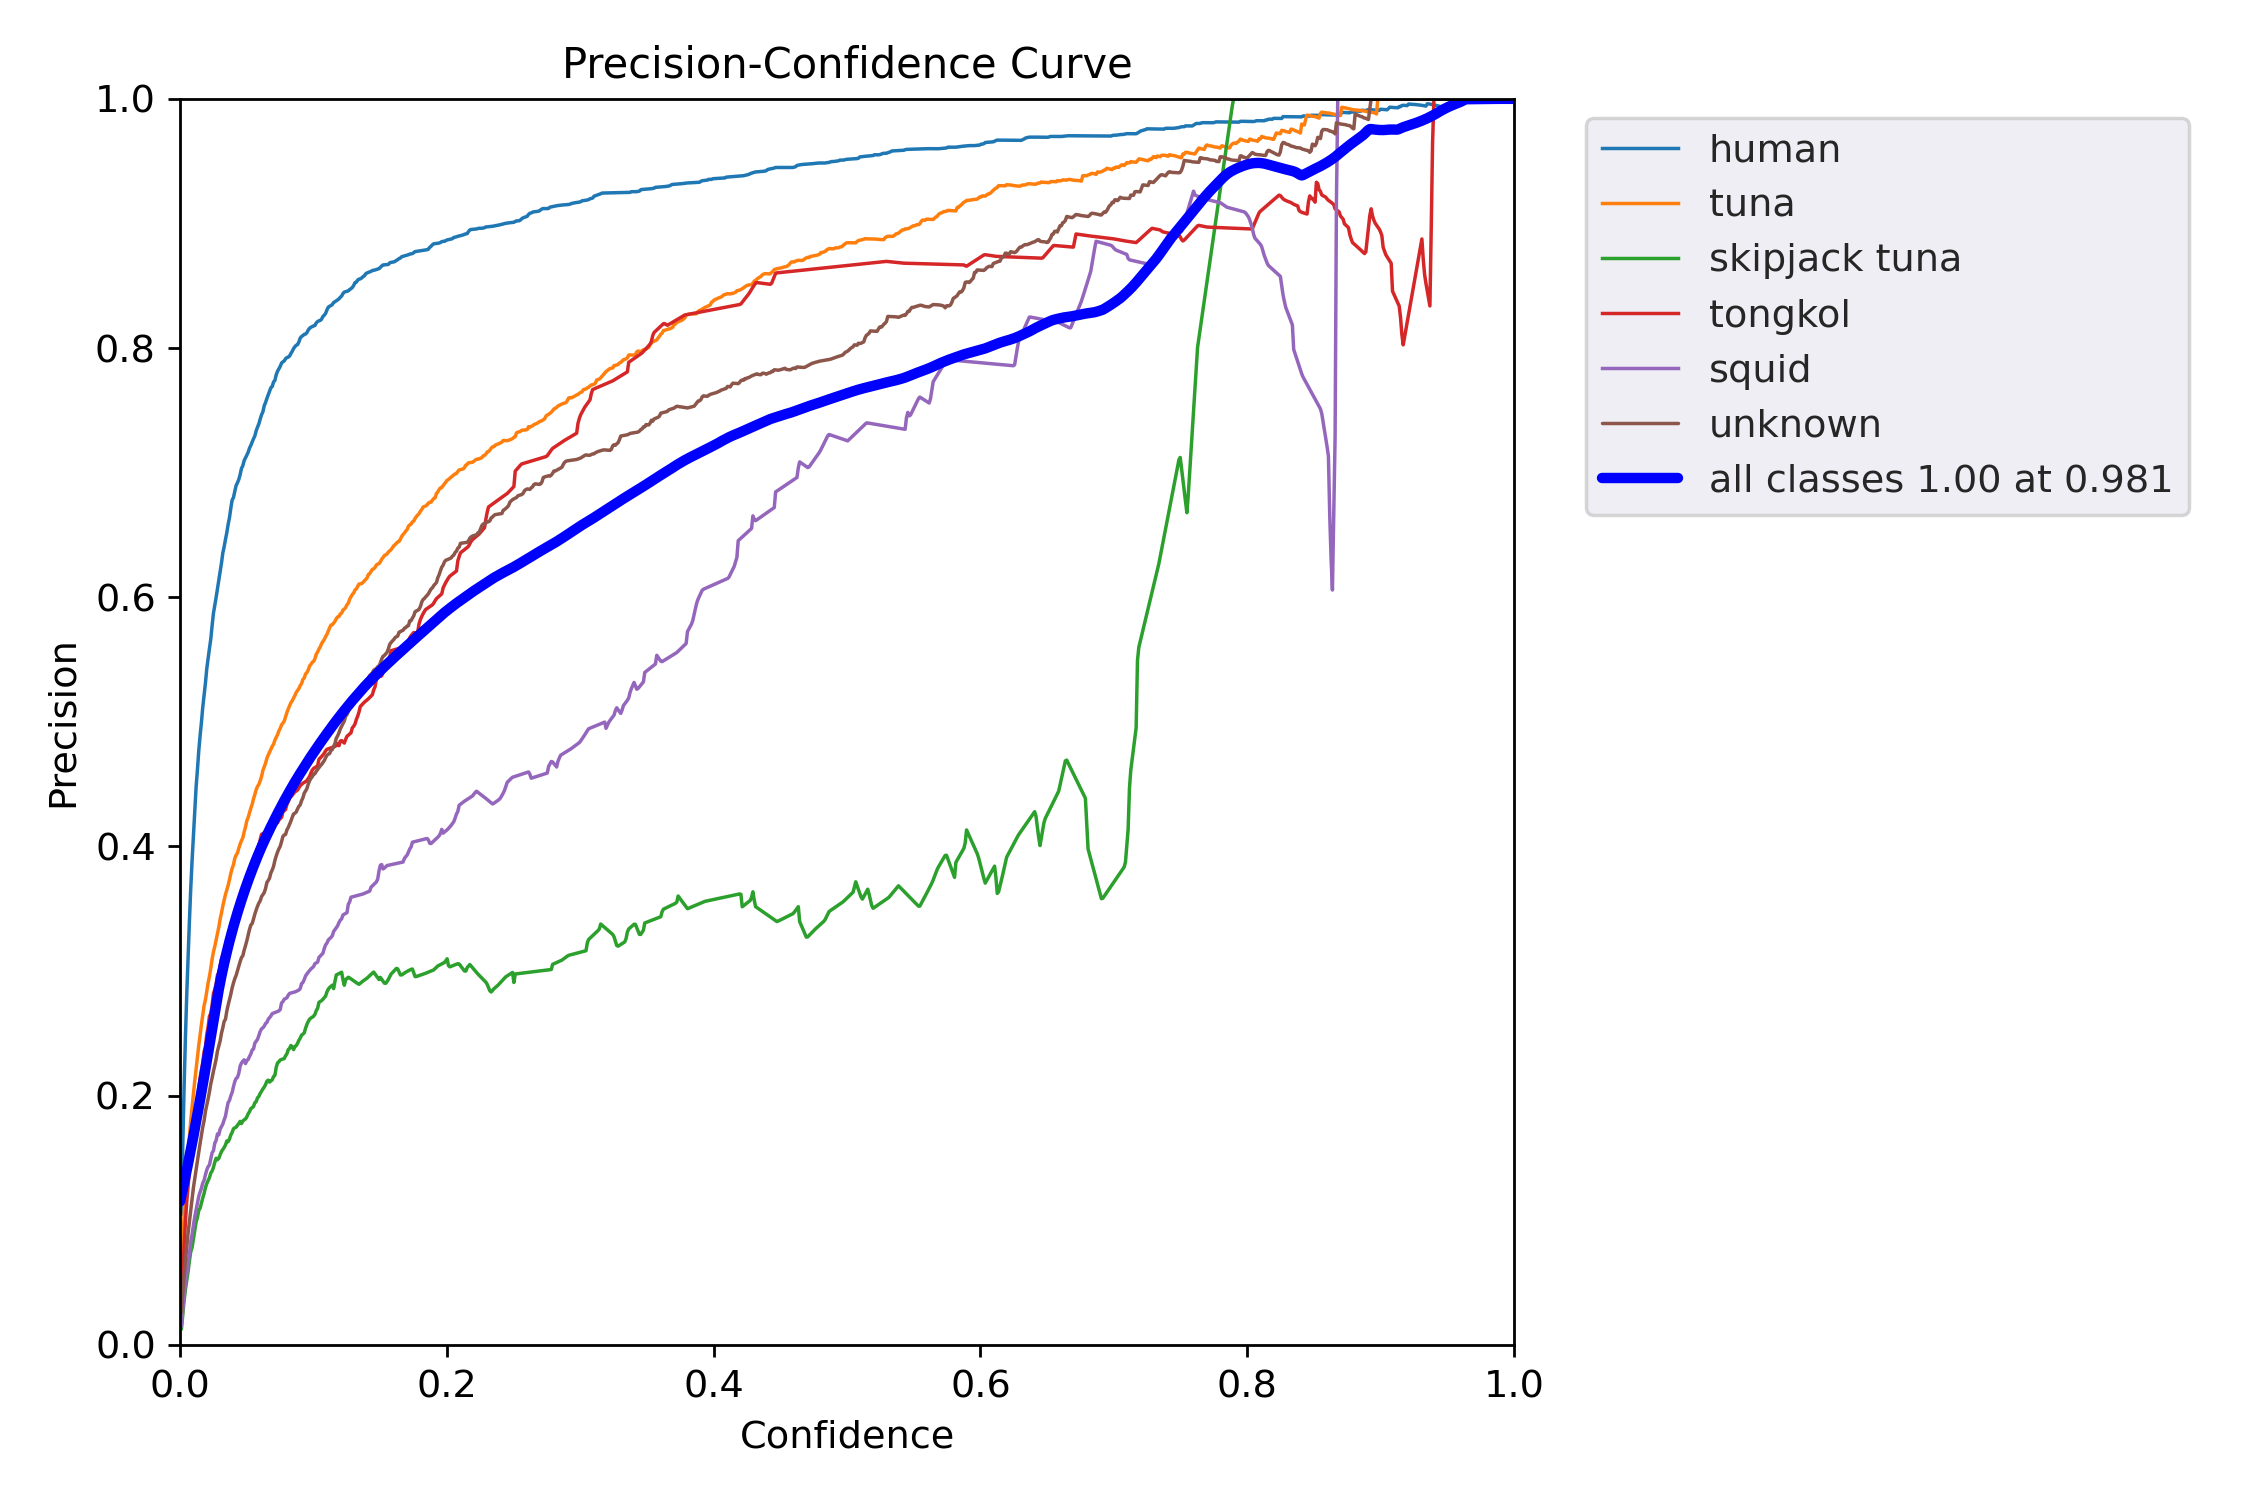 Precision-Confidence Curve
1.0
0.8
0.6
0.4
0.2
0.0
Precision
0.0 0.2 0.4 0.6 0.8 1.0
Confidence
human
tuna
skipjack tuna
tongkol
squid
unknown
all classes 1.00 at 0.981